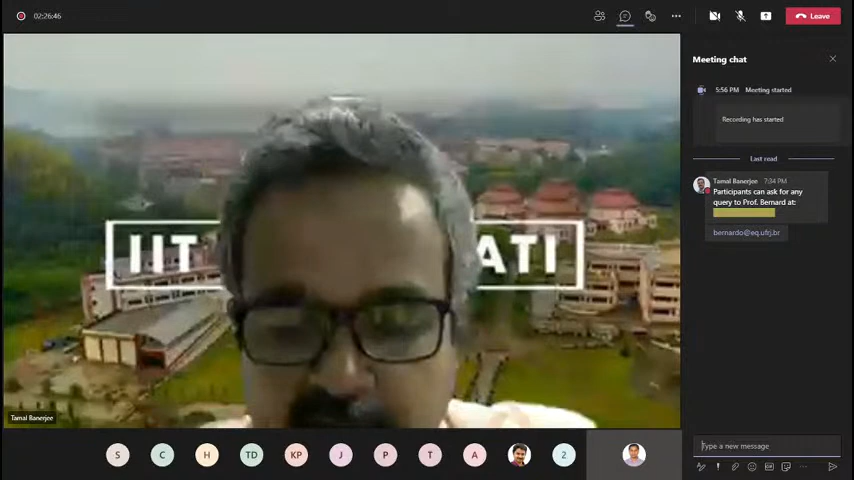 02:26:46
Leave
Meeting chat
5:56 PM Meeting started
Recording has started
Last read
Tamal Banerjee 7:34 PM
Participants can ask for any
query to Prof. Bernard at:
bernardo@eq.ufrj.br
IIT
ATI
Tamal Banerjee
S
C
H
TD
KP
J
P
T
A
2
Type a new message
GIF